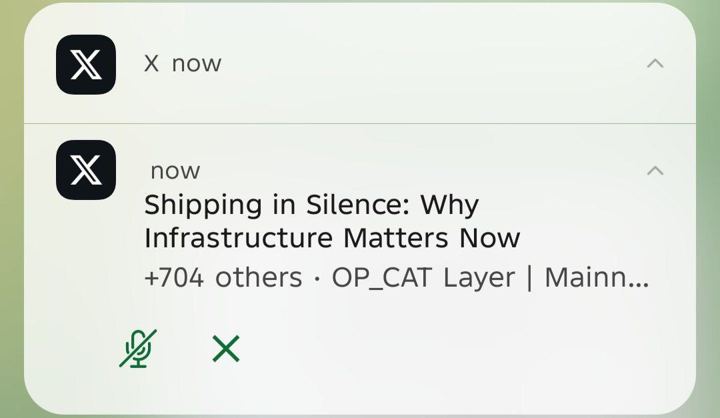 X now
now
Shipping in Silence: Why
Infrastructure Matters Now
+704 others · OP_CAT Layer | Mainn...